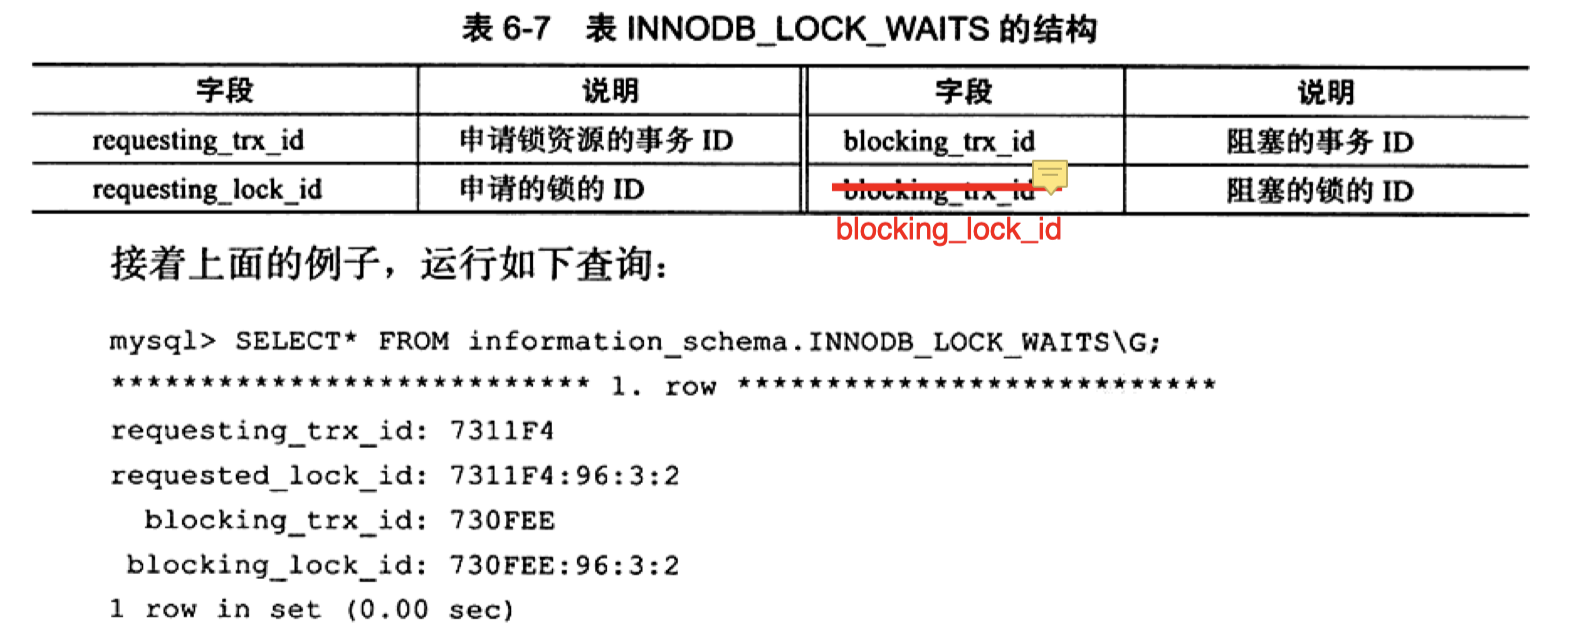 表 6-7 表 INNODB_LOCK_WAITS 的结构
字段 说明 字段 说明
requesting_trx_id 申请锁资源的事务 ID blocking_trx_id 阻塞的事务 ID
requesting_lock_id 申请的锁的 ID blocking_trx_id 阻塞的锁的 ID
blocking_lock_id
接着上面的例子，运行如下查询：
mysql> SELECT* FROM information_schema.INNODB_LOCK_WAITS\G;
*************************** 1. row ***************************
requesting_trx_id: 7311F4
requested_lock_id: 7311F4:96:3:2
blocking_trx_id: 730FEE
blocking_lock_id: 730FEE:96:3:2
1 row in set (0.00 sec)